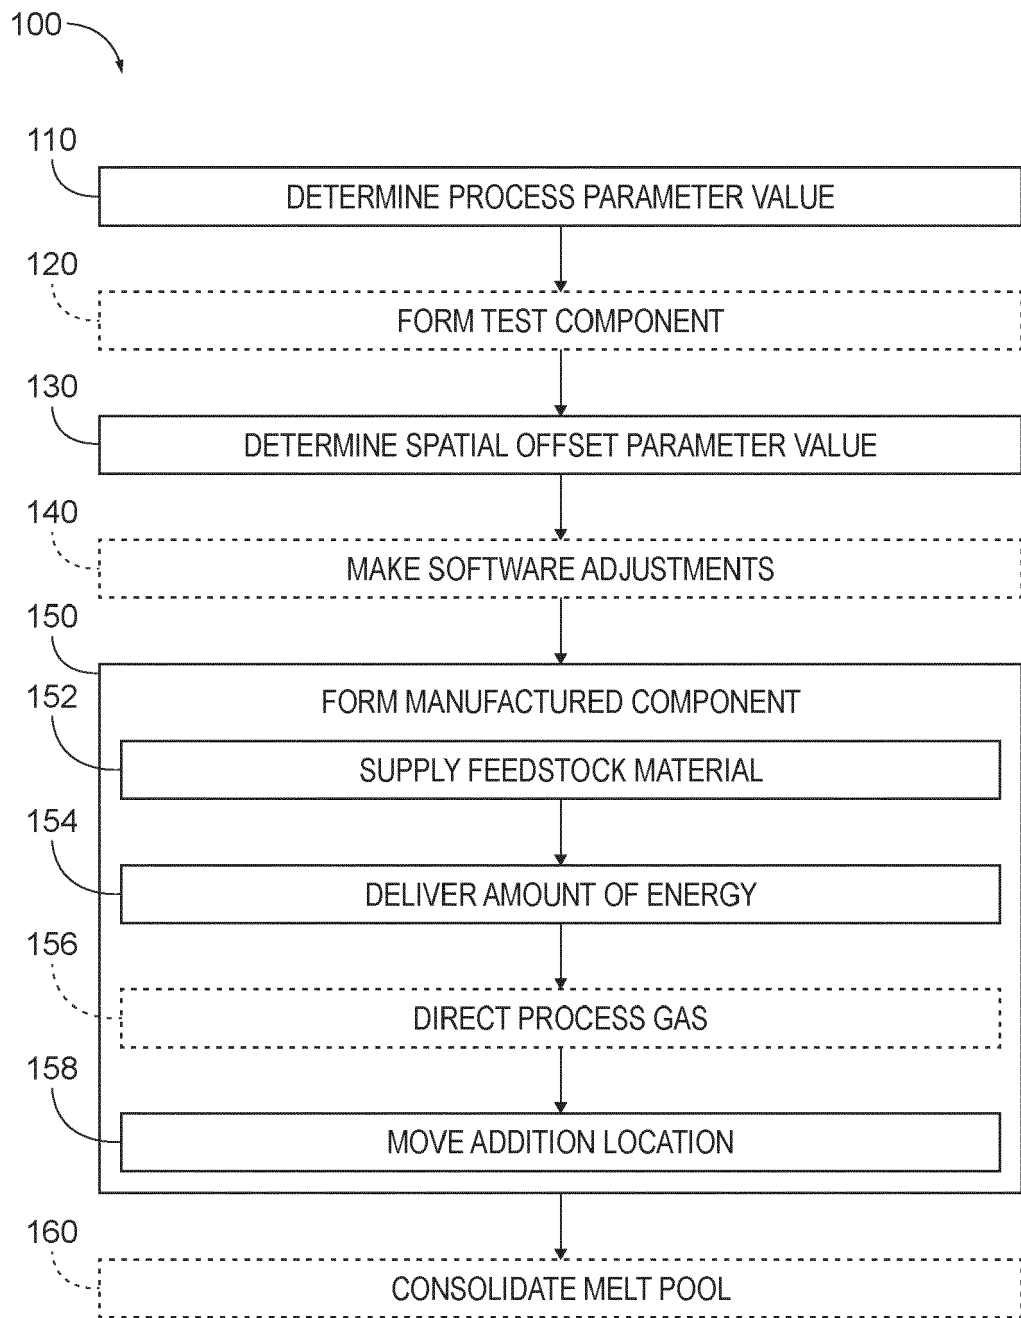 100
110
DETERMINE PROCESS PARAMETER VALUE
120
FORM TEST COMPONENT
130
DETERMINE SPATIAL OFFSET PARAMETER VALUE
140
MAKE SOFTWARE ADJUSTMENTS
150
FORM MANUFACTURED COMPONENT
152
SUPPLY FEEDSTOCK MATERIAL
154
DELIVER AMOUNT OF ENERGY
156
DIRECT PROCESS GAS
158
MOVE ADDITION LOCATION
160
CONSOLIDATE MELT POOL